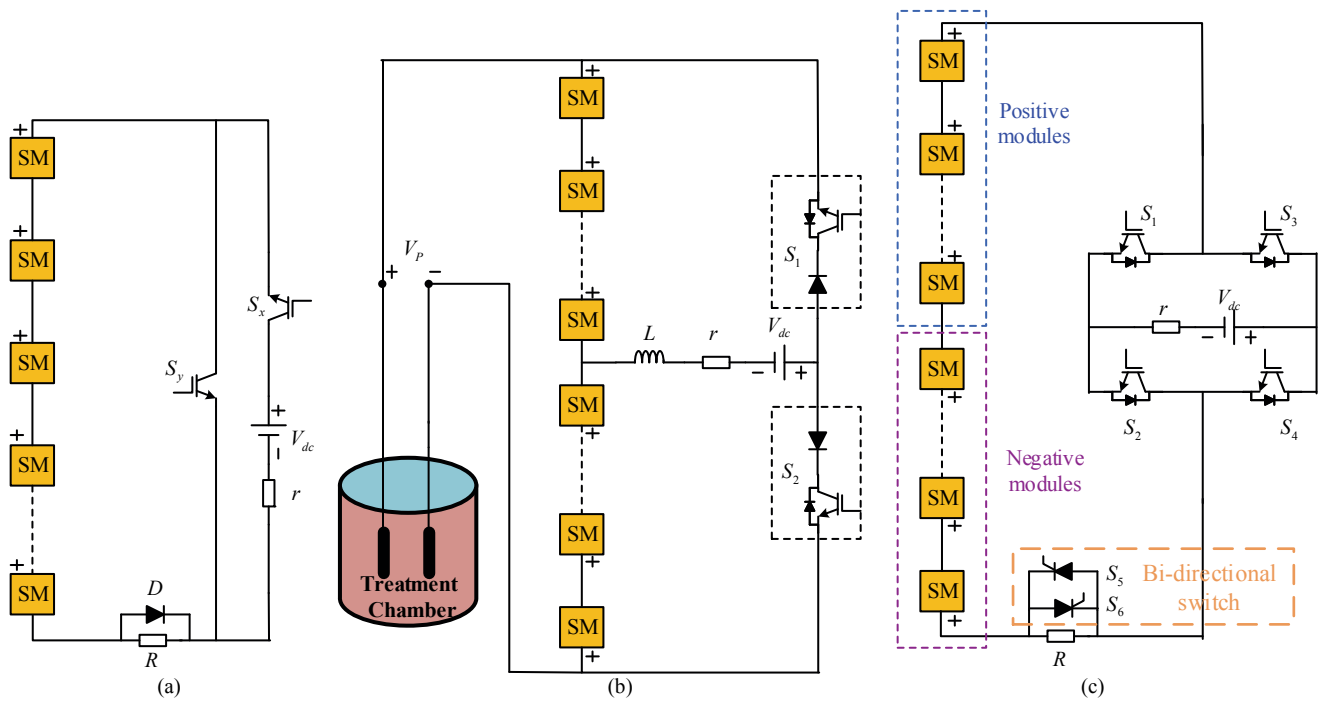 +
SM
+
SM
+
SM
+
SM
+
SM
S_y
S_x
+
V_dc
−
r
D
R
(a)
V_P
+ −
Treatment
Chamber
+
SM
+
SM
+
SM
SM
+
SM
+
SM
+
L
r
V_dc
− +
S_1
S_2
(b)
+
SM
+
SM
+
SM
Positive
modules
SM
+
SM
+
SM
+
Negative
modules
S_1
S_3
r
V_dc
− +
S_2
S_4
S_5
S_6
Bi-directional
switch
R
(c)